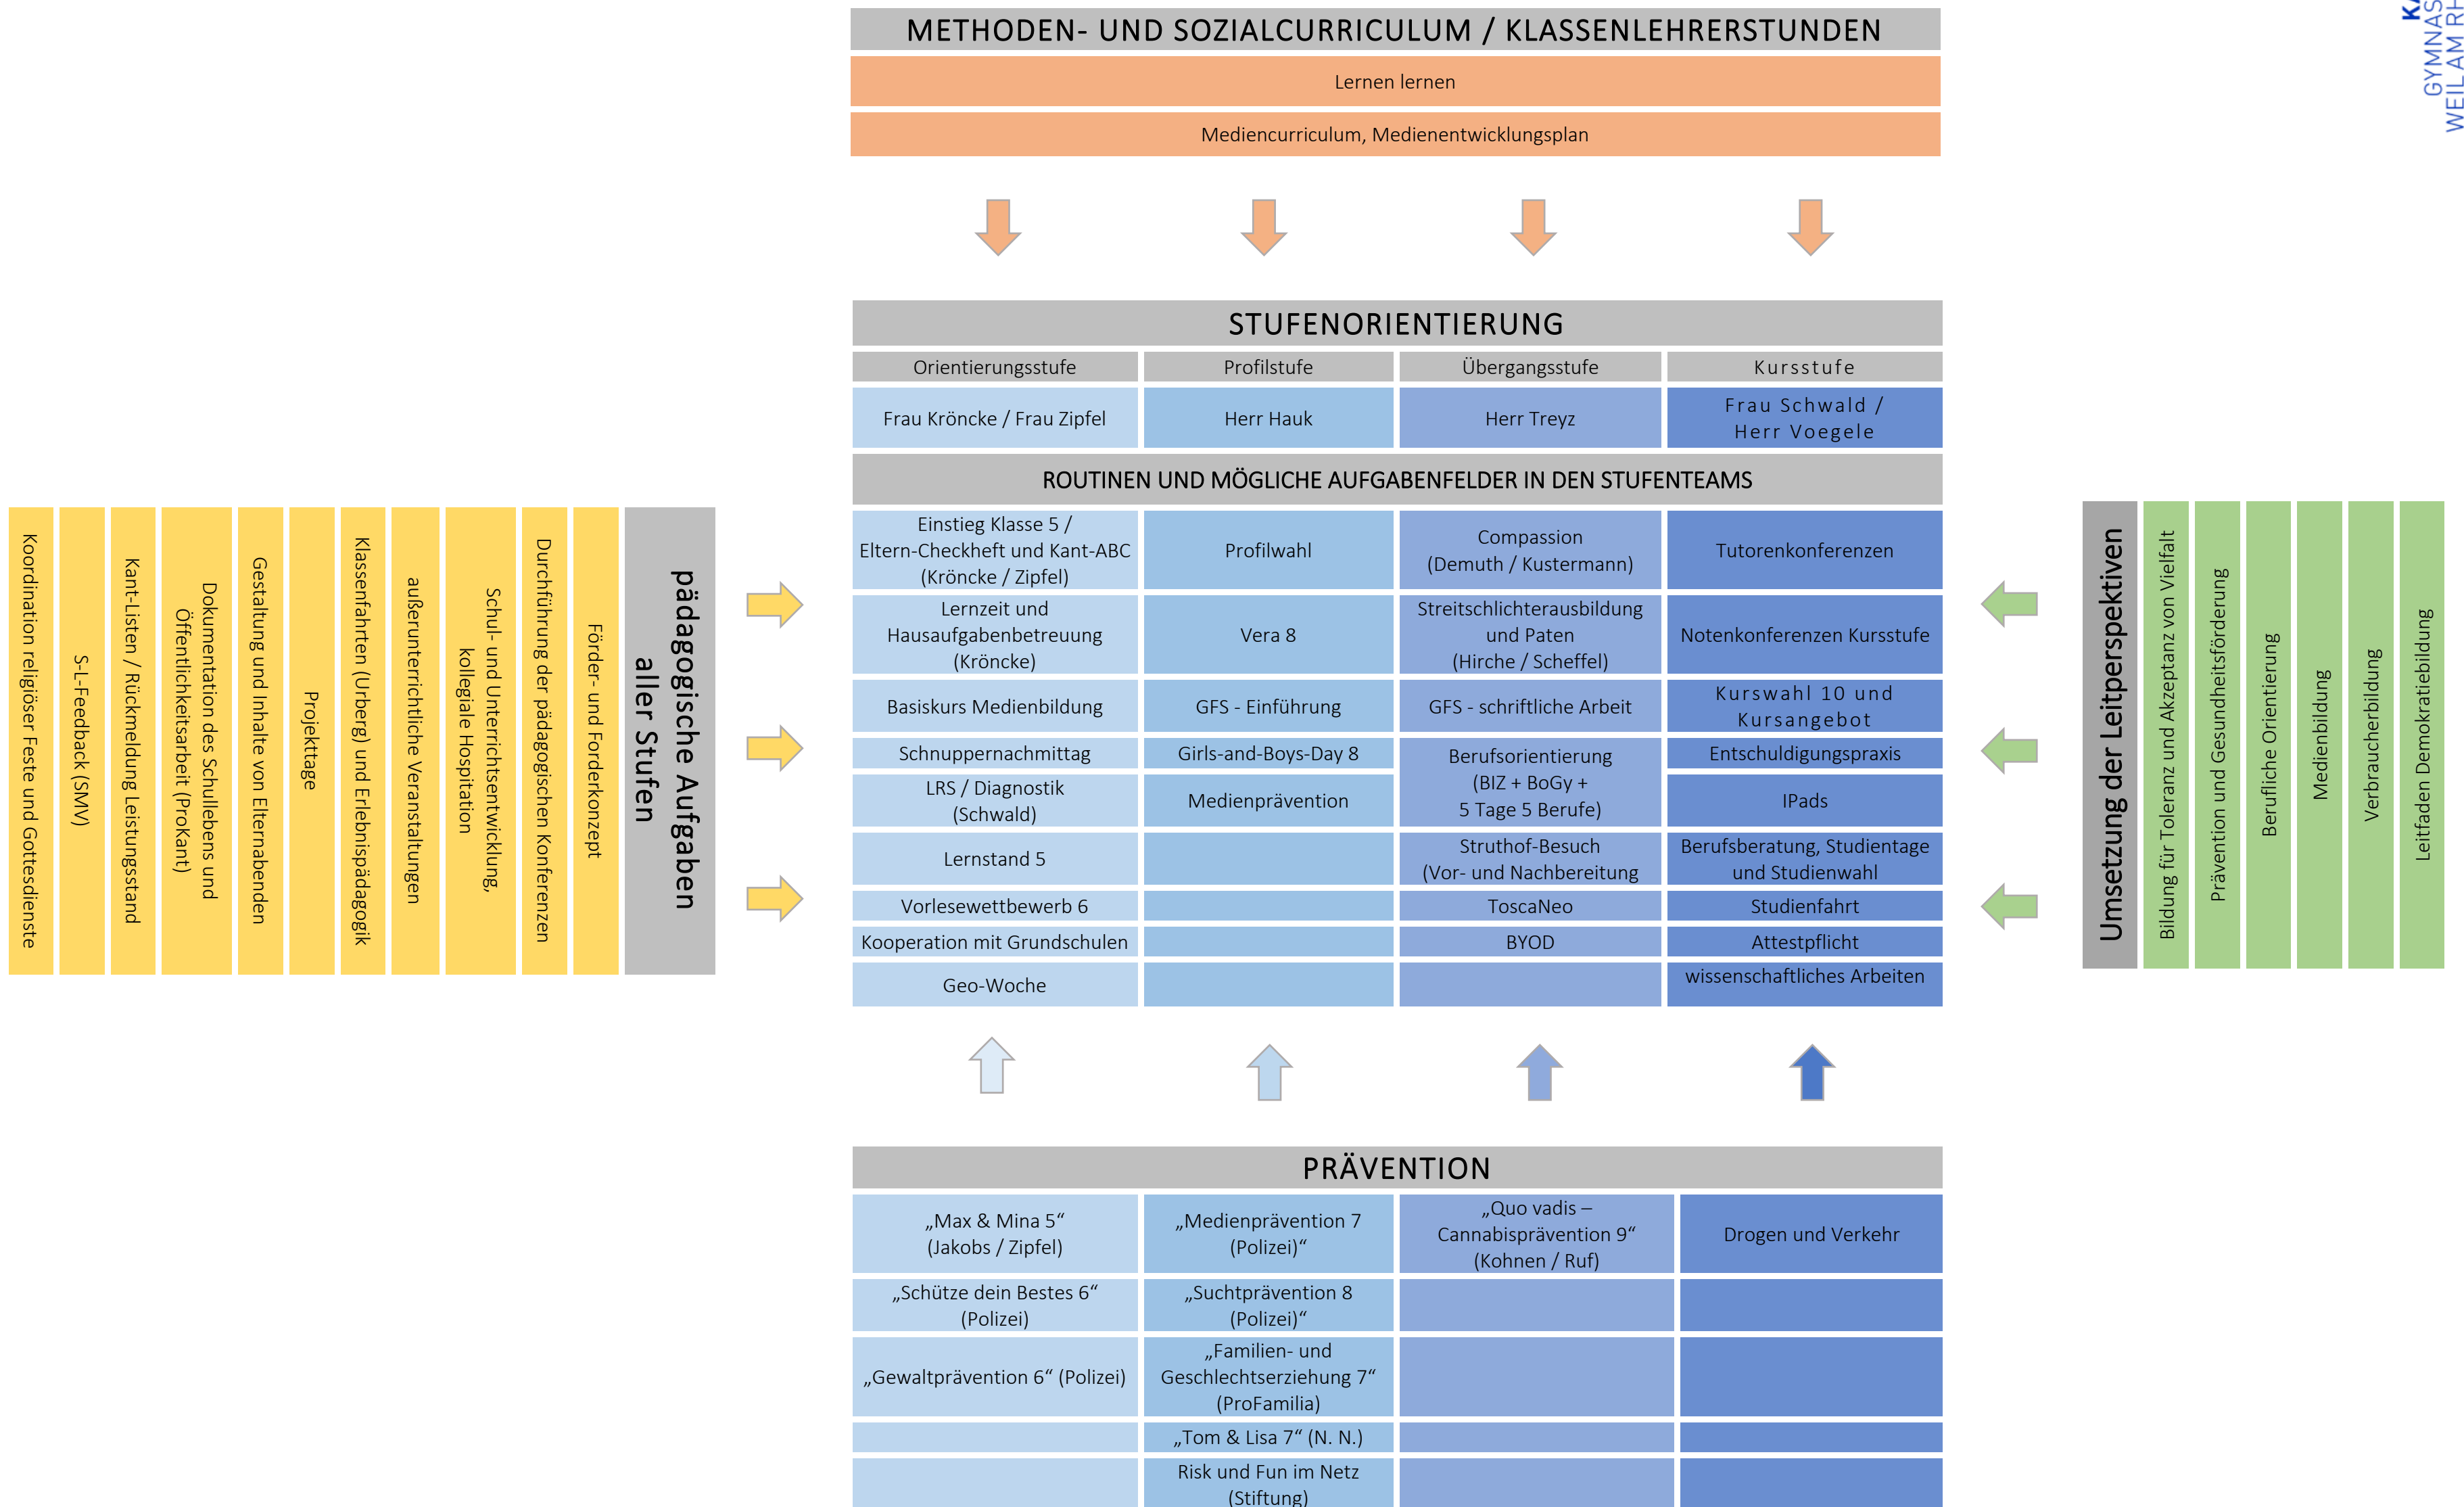 METHODEN- UND SOZIALCURRICULUM / KLASSENLEHRERSTUNDEN
Lernen lernen
Mediencurriculum, Medienentwicklungsplan
GYMNAS
WEIL AM RH
STUFENORIENTIERUNG
Orientierungsstufe
Profilstufe
Übergangsstufe
Kursstufe
Frau Kröncke / Frau Zipfel
Herr Hauk
Herr Treyz
Frau Schwald /
Herr Voegele
ROUTINEN UND MÖGLICHE AUFGABENFELDER IN DEN STUFENTEAMS
Einstieg Klasse 5 /
Eltern-Checkheft und Kant-ABC
(Kröncke / Zipfel)
Profilwahl
Compassion
(Demuth / Kustermann)
Tutorenkonferenzen
Lernzeit und
Hausaufgabenbetreuung
(Kröncke)
Vera 8
Streitschlichterausbildung
und Paten
(Hirche / Scheffel)
Notenkonferenzen Kursstufe
Basiskurs Medienbildung
GFS - Einführung
GFS - schriftliche Arbeit
Kurswahl 10 und
Kursangebot
Schnuppernachmittag
Girls-and-Boys-Day 8
Berufsorientierung
(BIZ + BoGy +
5 Tage 5 Berufe)
Entschuldigungspraxis
LRS / Diagnostik
(Schwald)
Medienprävention
IPads
Lernstand 5
Struthof-Besuch
(Vor- und Nachbereitung
Berufsberatung, Studientage
und Studienwahl
Vorlesewettbewerb 6
ToscaNeo
Studienfahrt
Kooperation mit Grundschulen
BYOD
Attestpflicht
Geo-Woche
wissenschaftliches Arbeiten
pädagogische Aufgaben
aller Stufen
Förder- und Forderkonzept
Durchführung der pädagogischen Konferenzen
Schul- und Unterrichtsentwicklung,
kollegiale Hospitation
außerunterrichtliche Veranstaltungen
Klassenfahrten (Urberg) und Erlebnispädagogik
Projekttage
Gestaltung und Inhalte von Elternabenden
Dokumentation des Schullebens und
Öffentlichkeitsarbeit (ProKant)
Kant-Listen / Rückmeldung Leistungsstand
S-L-Feedback (SMV)
Koordination religiöser Feste und Gottesdienste
Umsetzung der Leitperspektiven
Bildung für Toleranz und Akzeptanz von Vielfalt
Prävention und Gesundheitsförderung
Berufliche Orientierung
Medienbildung
Verbraucherbildung
Leitfaden Demokratiebildung
PRÄVENTION
„Max & Mina 5“
(Jakobs / Zipfel)
„Medienprävention 7
(Polizei)“
„Quo vadis –
Cannabisprävention 9“
(Kohnen / Ruf)
Drogen und Verkehr
„Schütze dein Bestes 6“
(Polizei)
„Suchtprävention 8
(Polizei)“
„Gewaltprävention 6“ (Polizei)
„Familien- und
Geschlechtserziehung 7“
(ProFamilia)
„Tom & Lisa 7“ (N. N.)
Risk und Fun im Netz
(Stiftung)